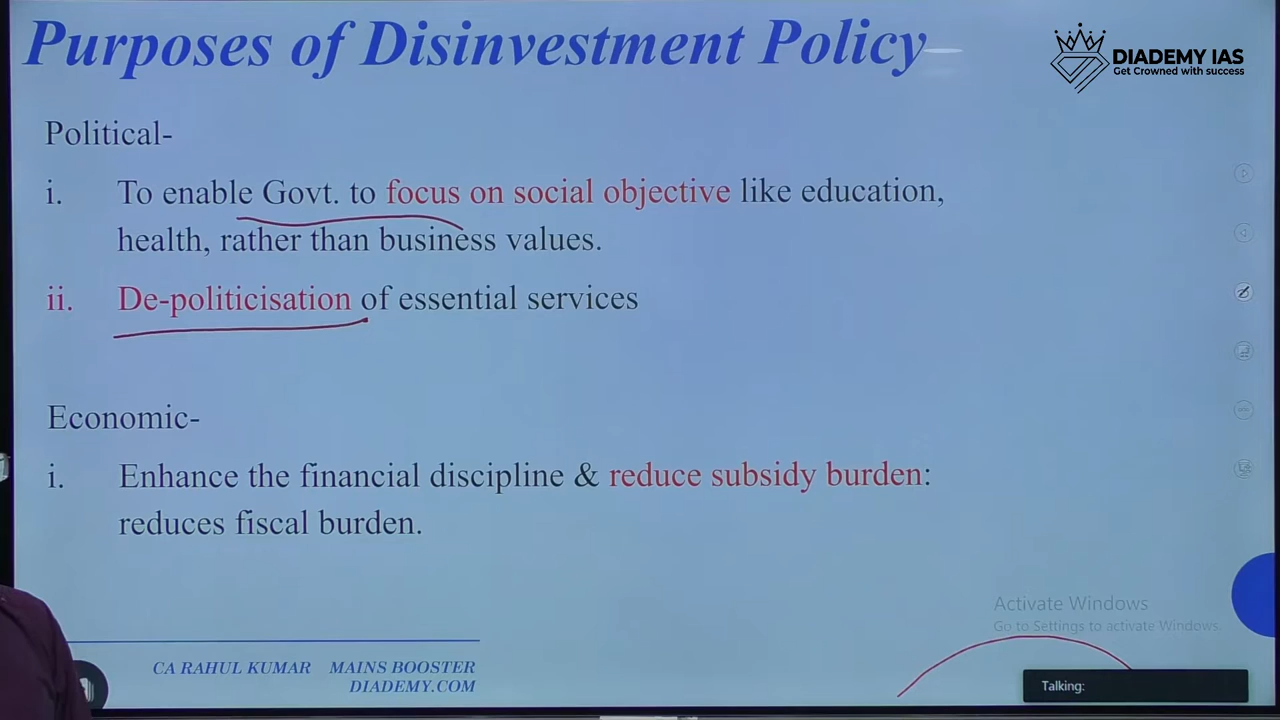 Purposes of Disinvestment Policy
DIADEMY IAS
Get Crowned with success
Political-
i. To enable Govt. to focus on social objective like education,
health, rather than business values.
ii. De-politicisation of essential services
Economic-
i. Enhance the financial discipline & reduce subsidy burden:
reduces fiscal burden.
Activate Windows
Go to Settings to activate Windows.
CA RAHUL KUMAR MAINS BOOSTER
DIADEMY.COM
Talking: